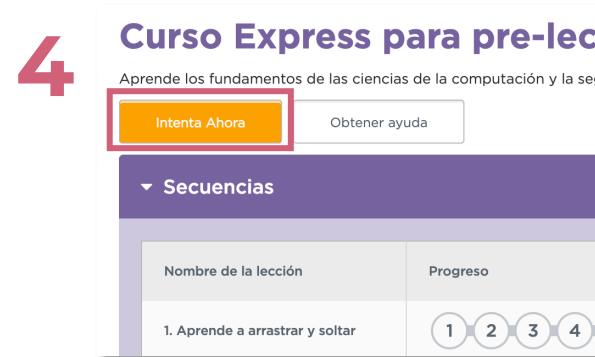 4
Curso Express para pre-lec
Aprende los fundamentos de las ciencias de la computación y la se
Intenta Ahora
Obtener ayuda
Secuencias
Nombre de la lección
Progreso
1. Aprende a arrastrar y soltar
1 2 3 4